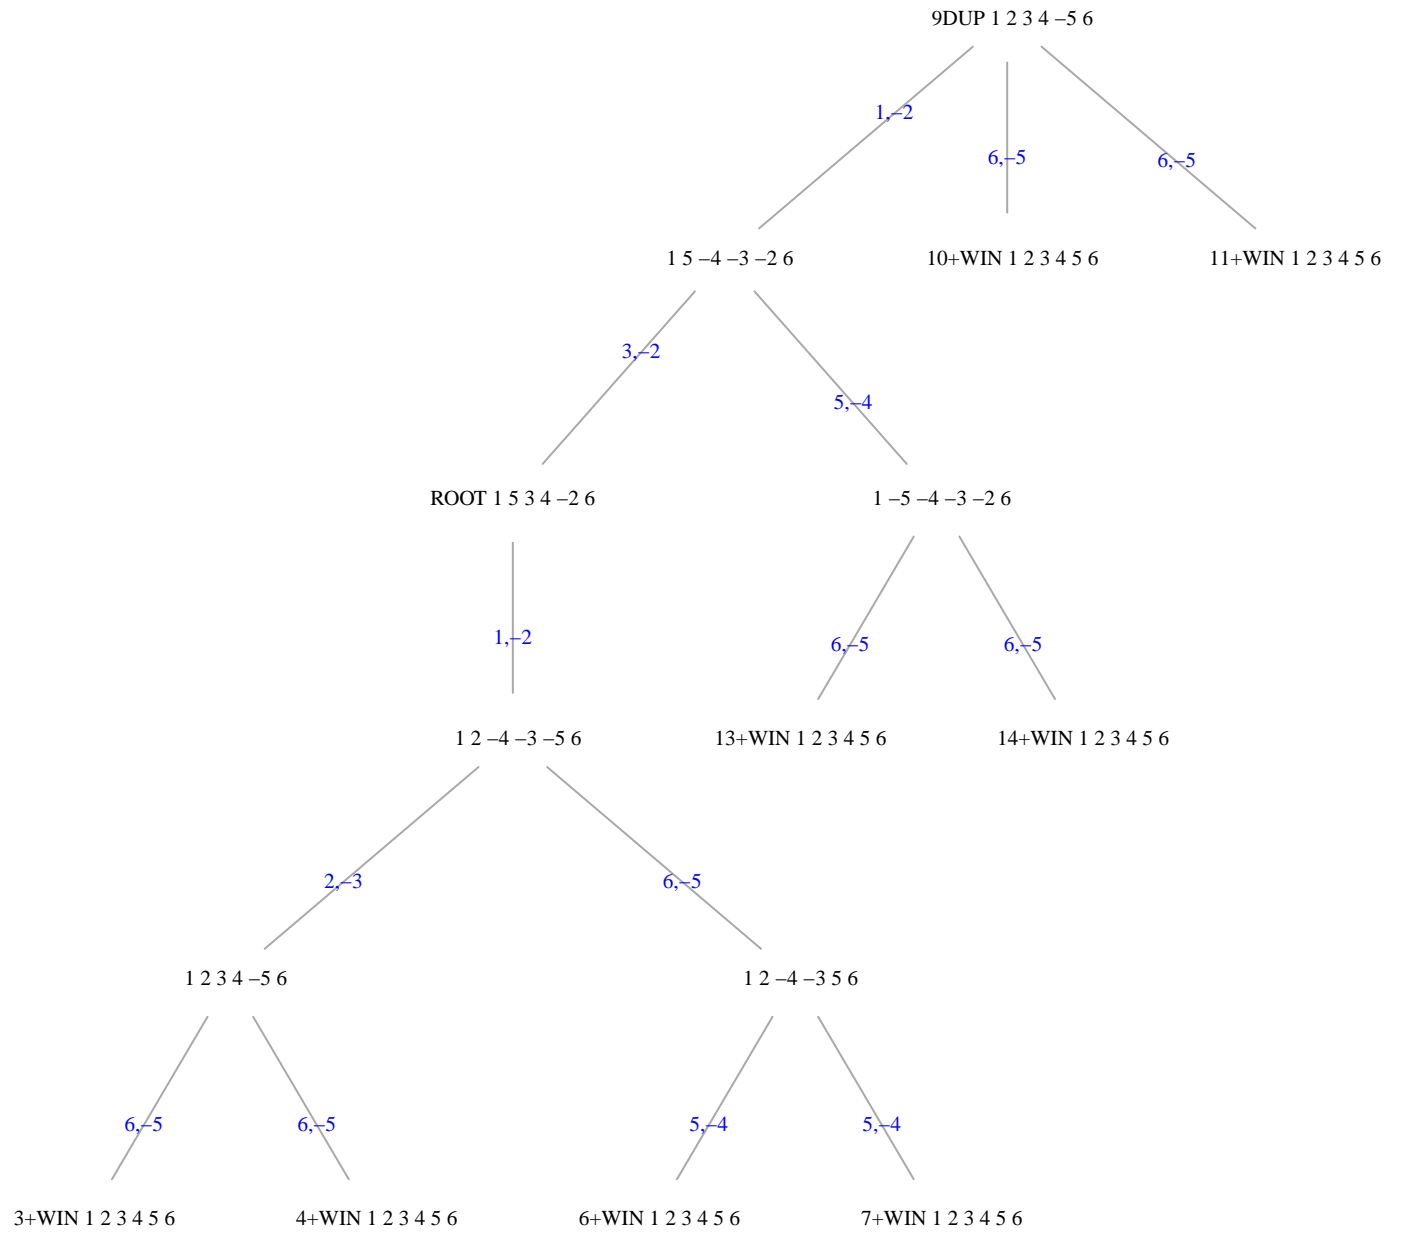 9DUP 1 2 3 4 –5 6
1,–2
6,–5
6,–5
1 5 –4 –3 –2 6
10+WIN 1 2 3 4 5 6
11+WIN 1 2 3 4 5 6
3,–2
5,–4
ROOT 1 5 3 4 –2 6
1 –5 –4 –3 –2 6
1,–2
6,–5
6,–5
1 2 –4 –3 –5 6
13+WIN 1 2 3 4 5 6
14+WIN 1 2 3 4 5 6
2,–3
6,–5
1 2 3 4 –5 6
1 2 –4 –3 5 6
6,–5
6,–5
5,–4
5,–4
3+WIN 1 2 3 4 5 6
4+WIN 1 2 3 4 5 6
6+WIN 1 2 3 4 5 6
7+WIN 1 2 3 4 5 6